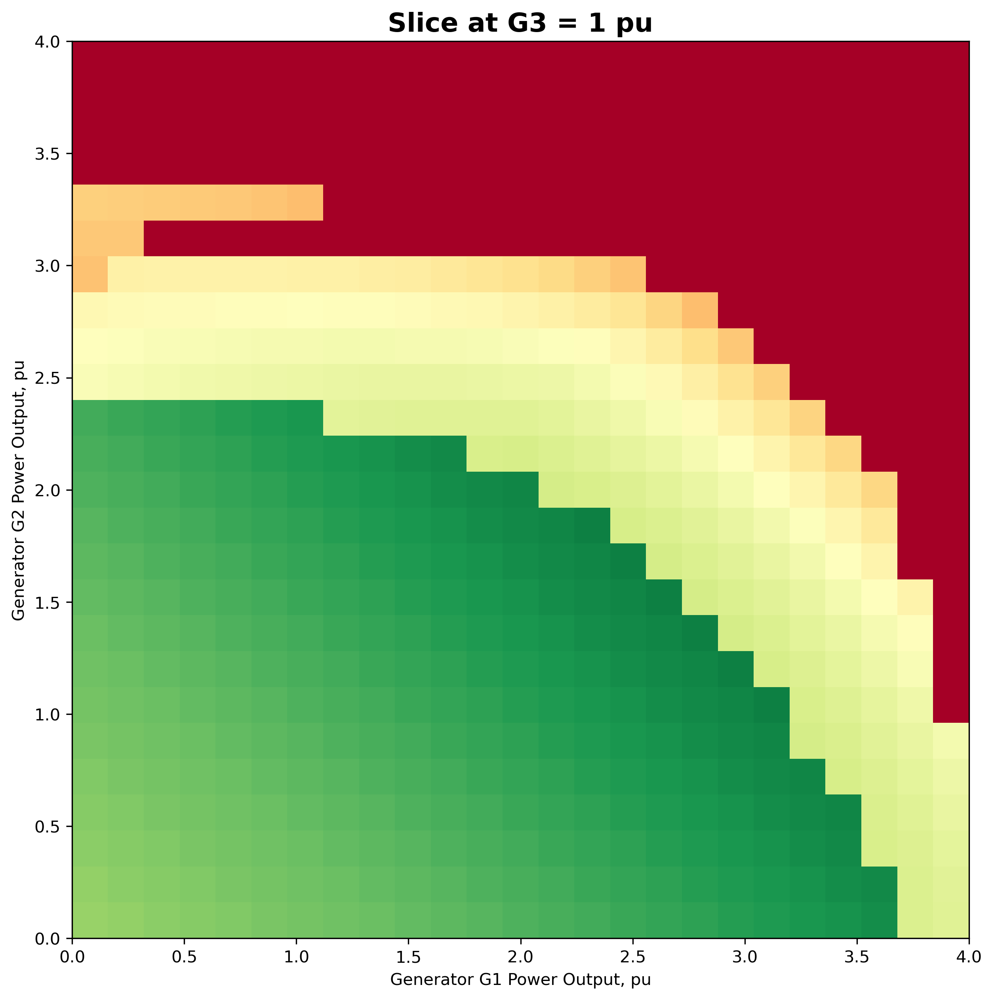 Slice at G3 = 1 pu
Generator G2 Power Output, pu
4.0
3.5
3.0
2.5
2.0
1.5
1.0
0.5
0.0
0.0 0.5 1.0 1.5 2.0 2.5 3.0 3.5 4.0
Generator G1 Power Output, pu